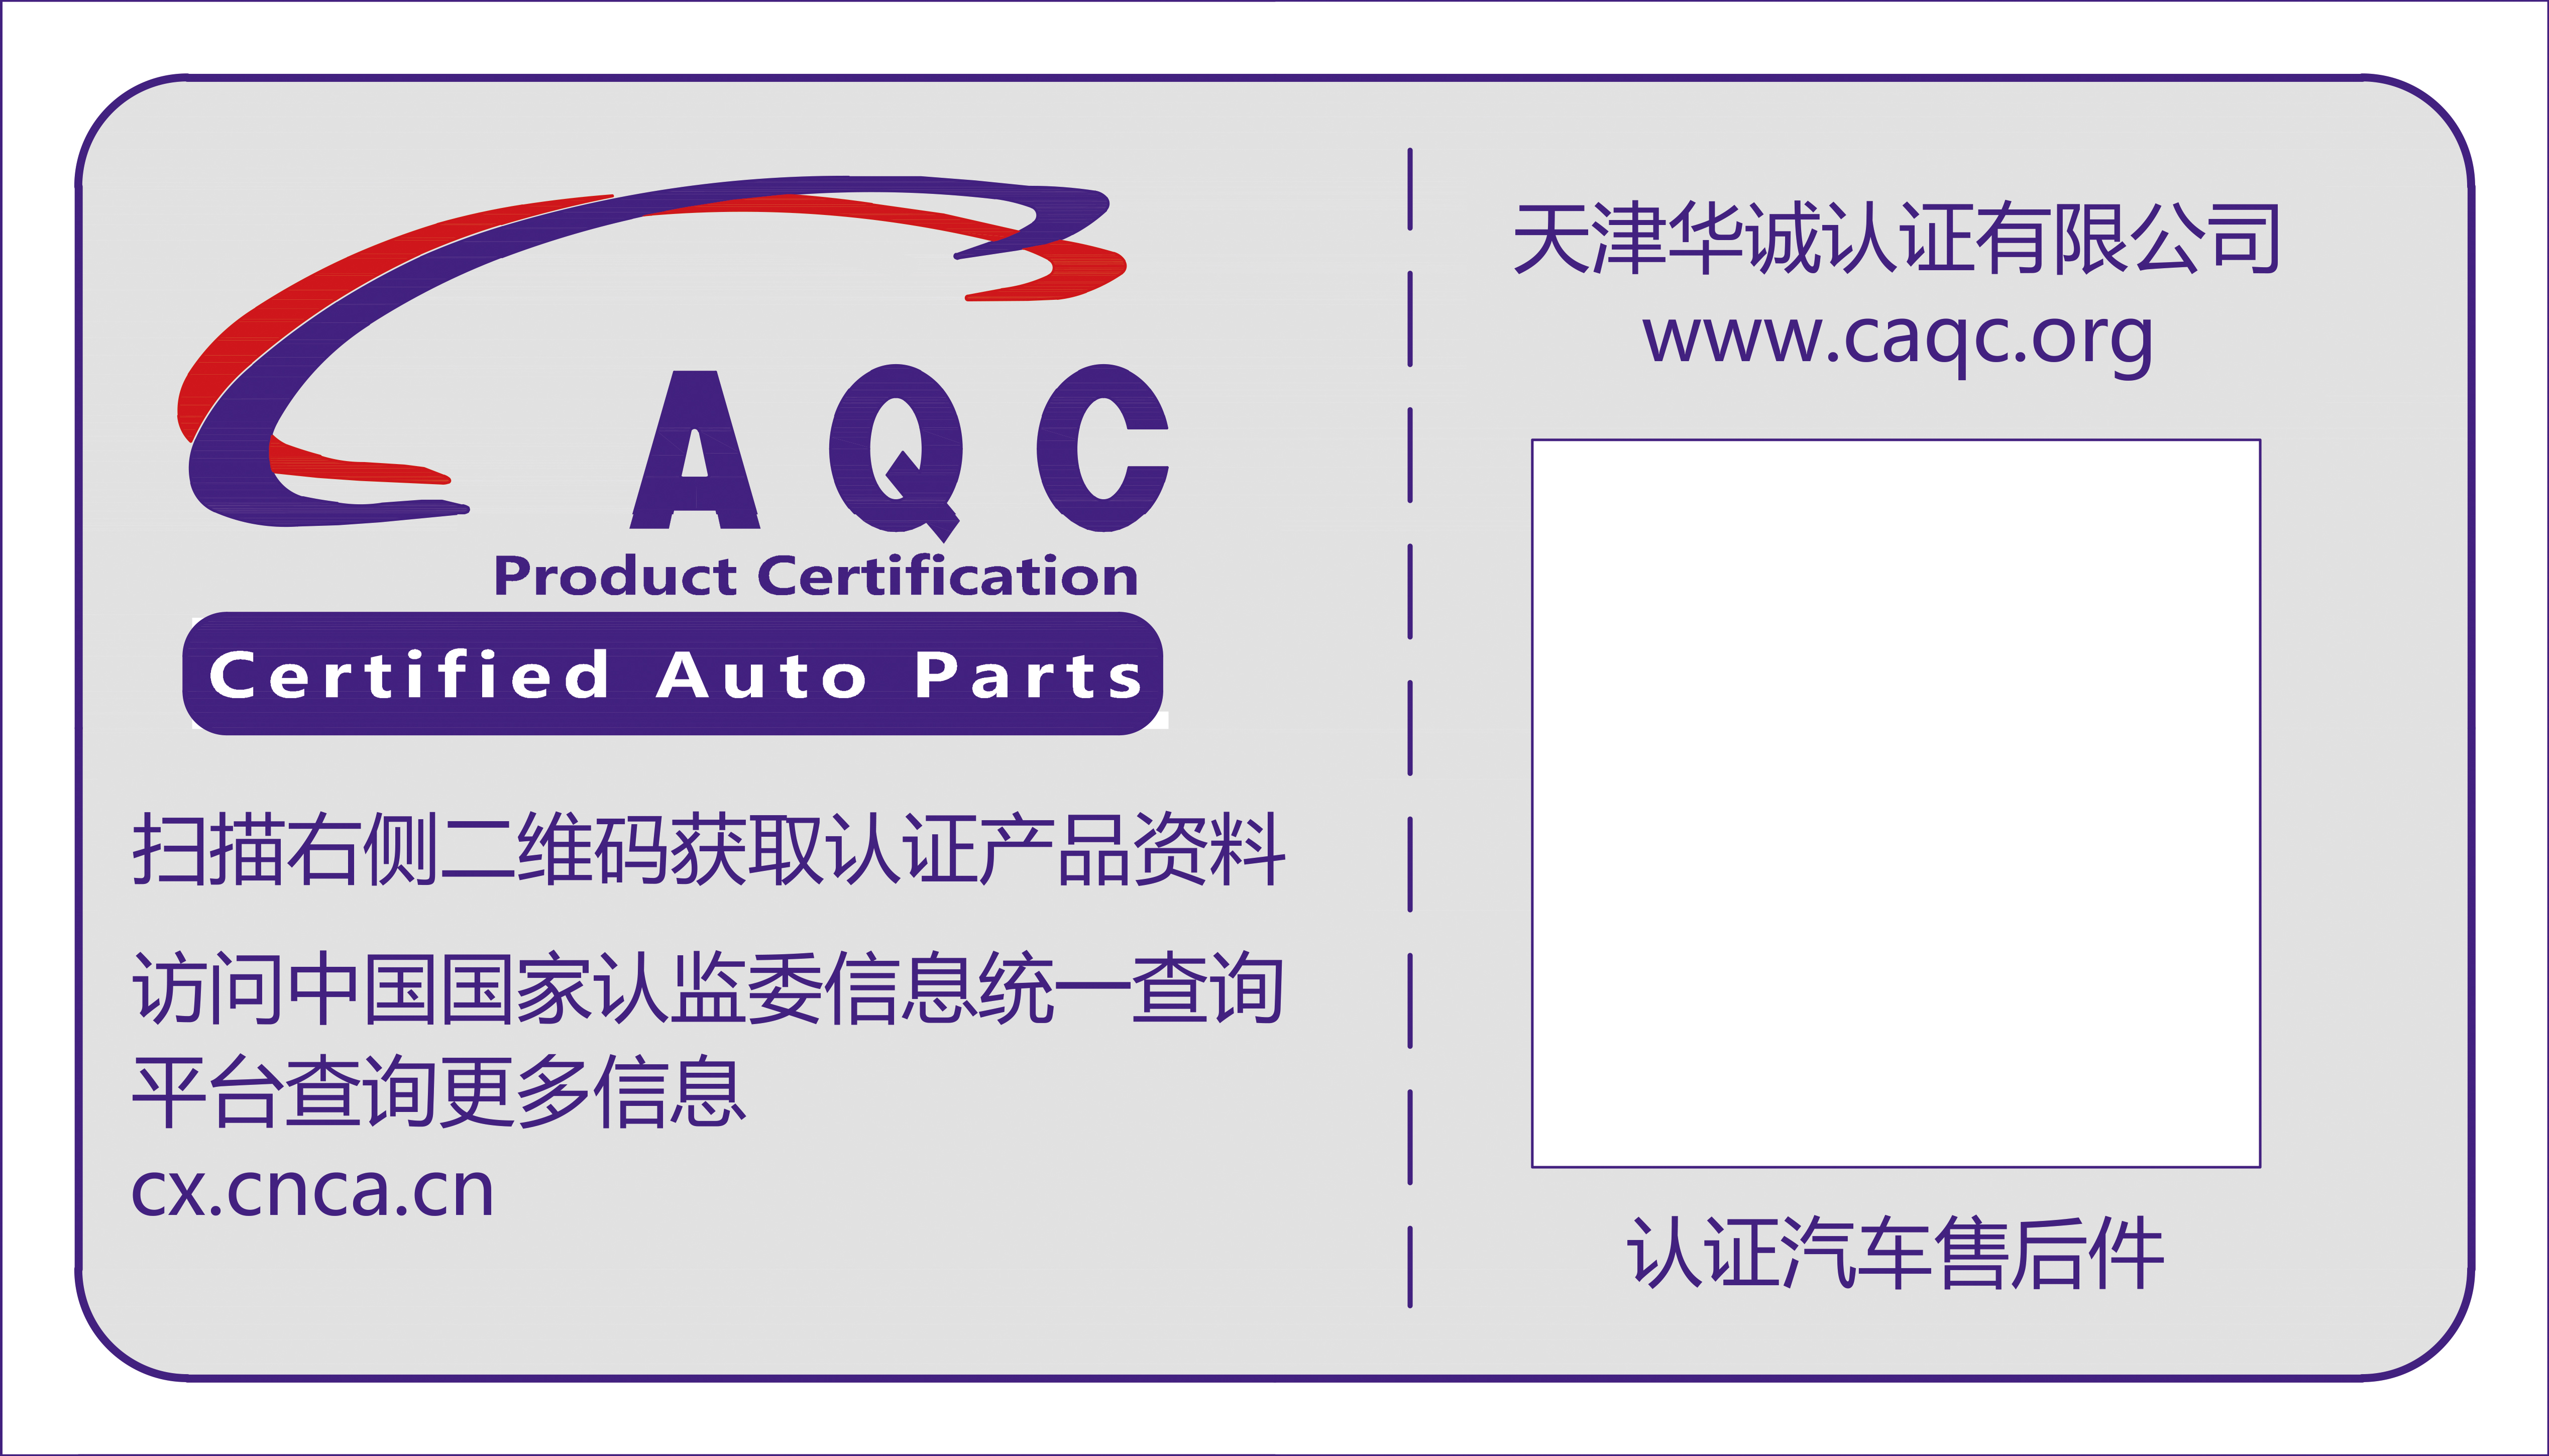 CAQC
Product Certification
Certified Auto Parts
扫描右侧二维码获取认证产品资料
访问中国国家认监委信息统一查询
平台查询更多信息
cx.cnca.cn
天津华诚认证有限公司
www.caqc.org
认证汽车售后件